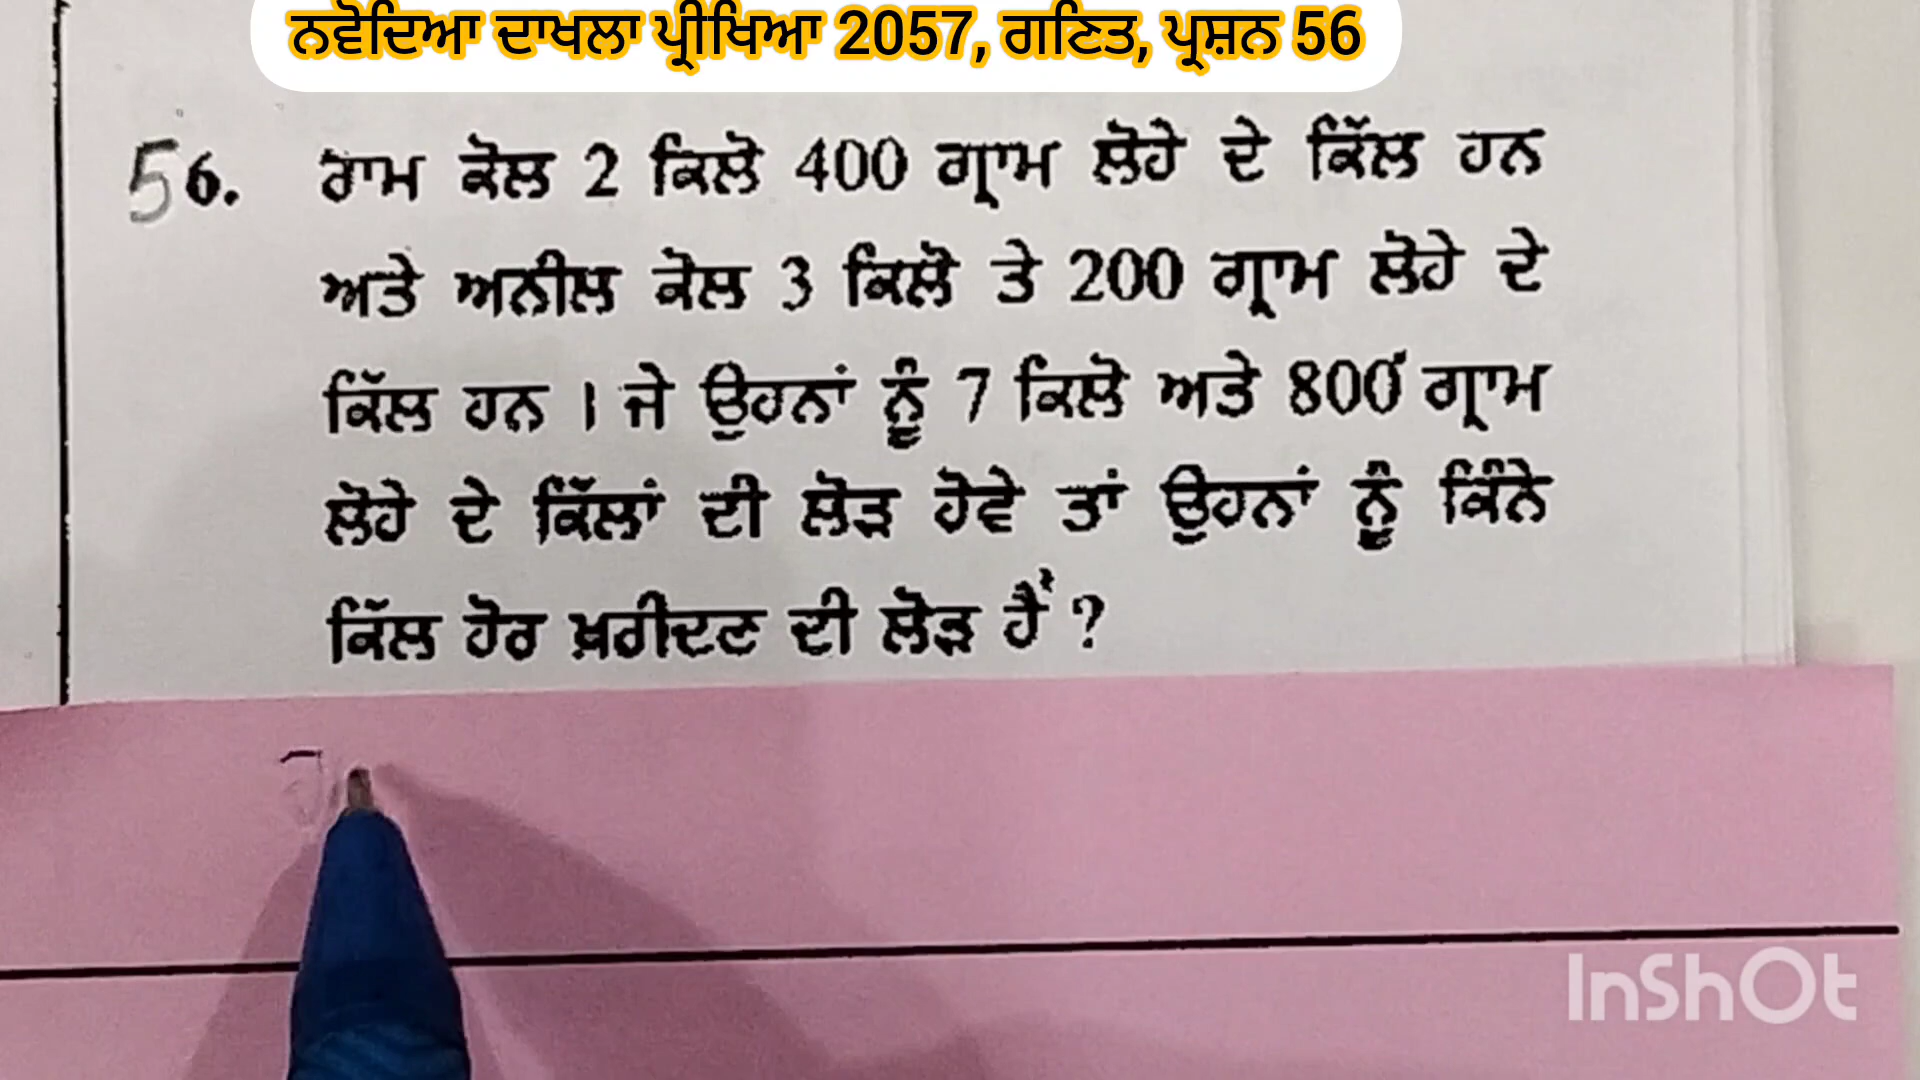 ਨਵੋਦਿਆ ਦਾਖਲਾ ਪ੍ਰੀਖਿਆ 2057, ਗਣਿਤ, ਪ੍ਰਸ਼ਨ 56
56. ਰਾਮ ਕੋਲ 2 ਕਿਲੋ 400 ਗ੍ਰਾਮ ਲੋਹੇ ਦੇ ਕਿੱਲ ਹਨ
ਅਤੇ ਅਨੀਲ ਕੋਲ 3 ਕਿਲੋ ਤੇ 200 ਗ੍ਰਾਮ ਲੋਹੇ ਦੇ
ਕਿੱਲ ਹਨ । ਜੇ ਉਹਨਾਂ ਨੂੰ 7 ਕਿਲੋ ਅਤੇ 800 ਗ੍ਰਾਮ
ਲੋਹੇ ਦੇ ਕਿੱਲਾਂ ਦੀ ਲੋੜ ਹੋਵੇ ਤਾਂ ਉਹਨਾਂ ਨੂੰ ਕਿੰਨੇ
ਕਿੱਲ ਹੋਰ ਖ਼ਰੀਦਣ ਦੀ ਲੋੜ ਹੈ ?
InShOt